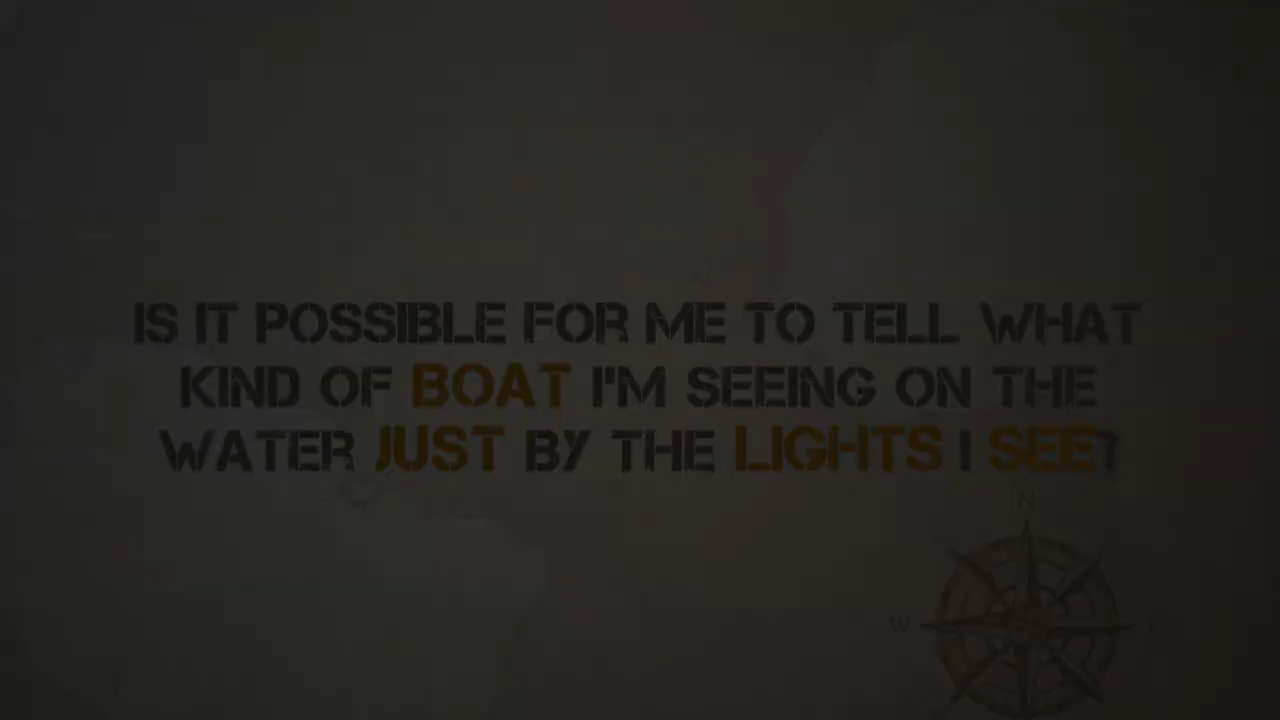 IS IT POSSIBLE FOR ME TO TELL WHAT
KIND OF BOAT I'M SEEING ON THE
WATER JUST BY THE LIGHTS I SEE?
N
W